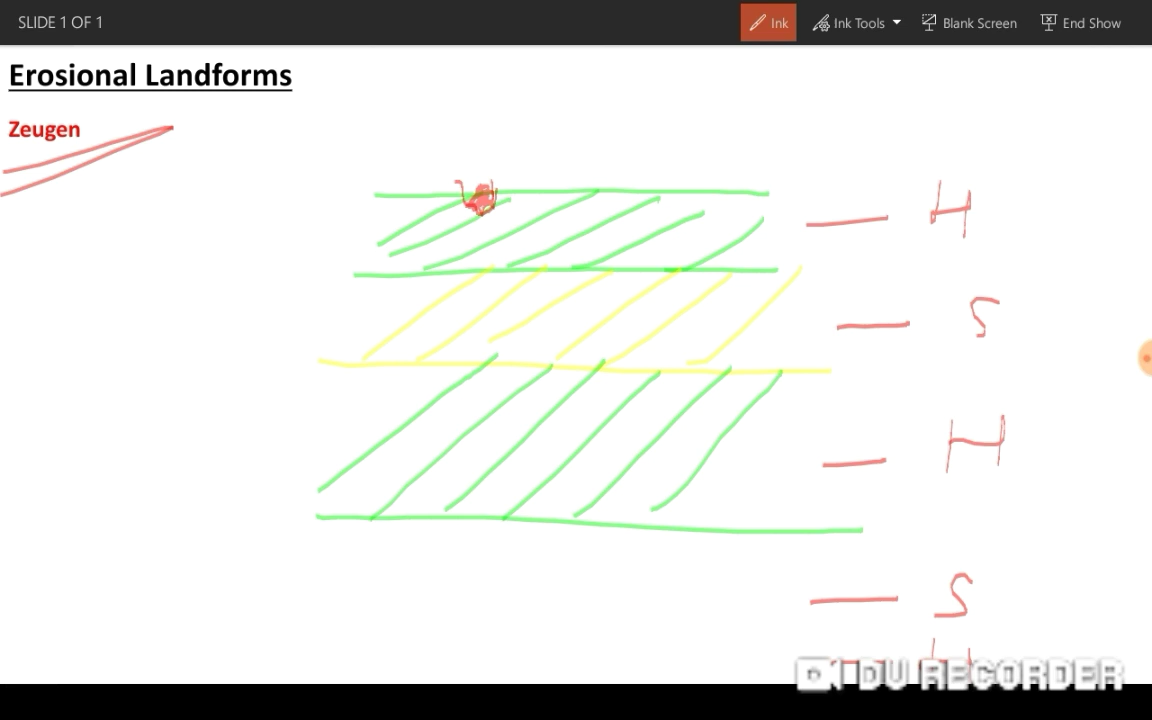 SLIDE 1 OF 1
Ink
Ink Tools
Blank Screen
End Show
Erosional Landforms
Zeugen
H
S
H
S
DU RECORDER